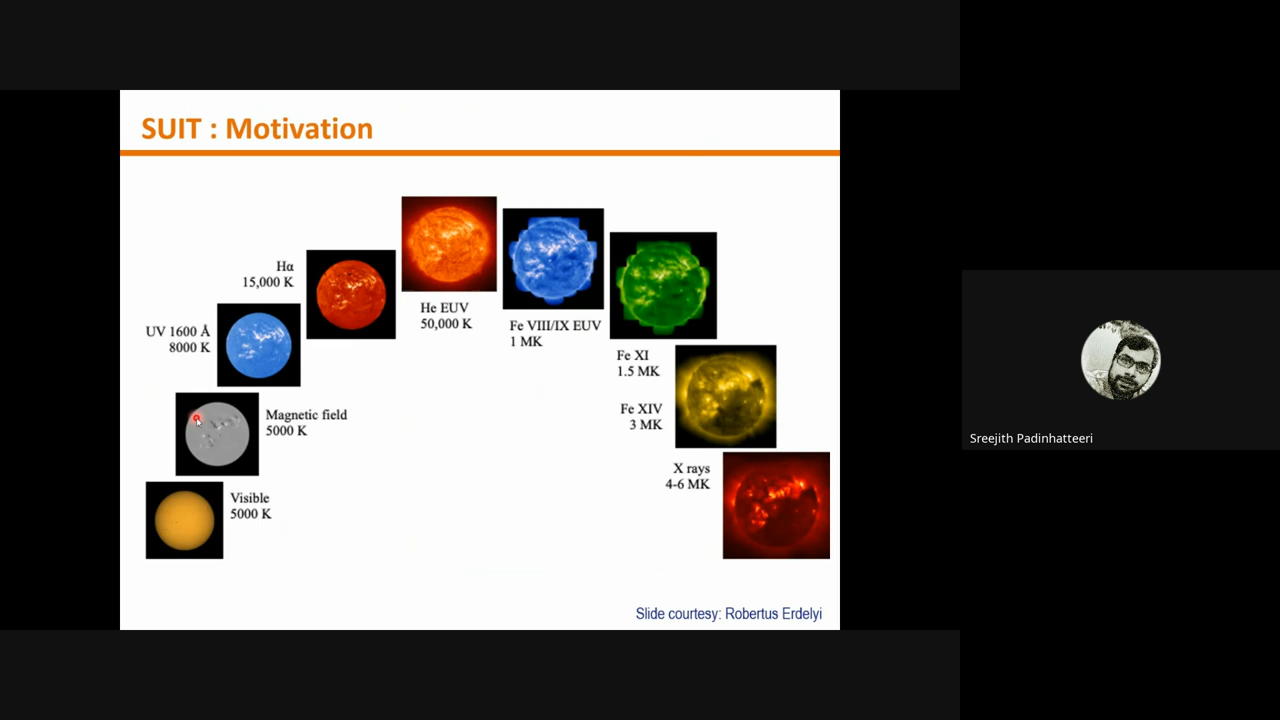 SUIT : Motivation
Hα
15,000 K
He EUV
50,000 K
Fe VIII/IX EUV
1 MK
UV 1600 Å
8000 K
Fe XI
1.5 MK
Magnetic field
5000 K
Fe XIV
3 MK
X rays
4-6 MK
Visible
5000 K
Slide courtesy: Robertus Erdelyi
Sreejith Padinhatteeri